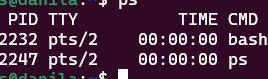 @danila:~$ ps
PID TTY          TIME CMD
2232 pts/2    00:00:00 bash
2247 pts/2    00:00:00 ps
@danila:~$